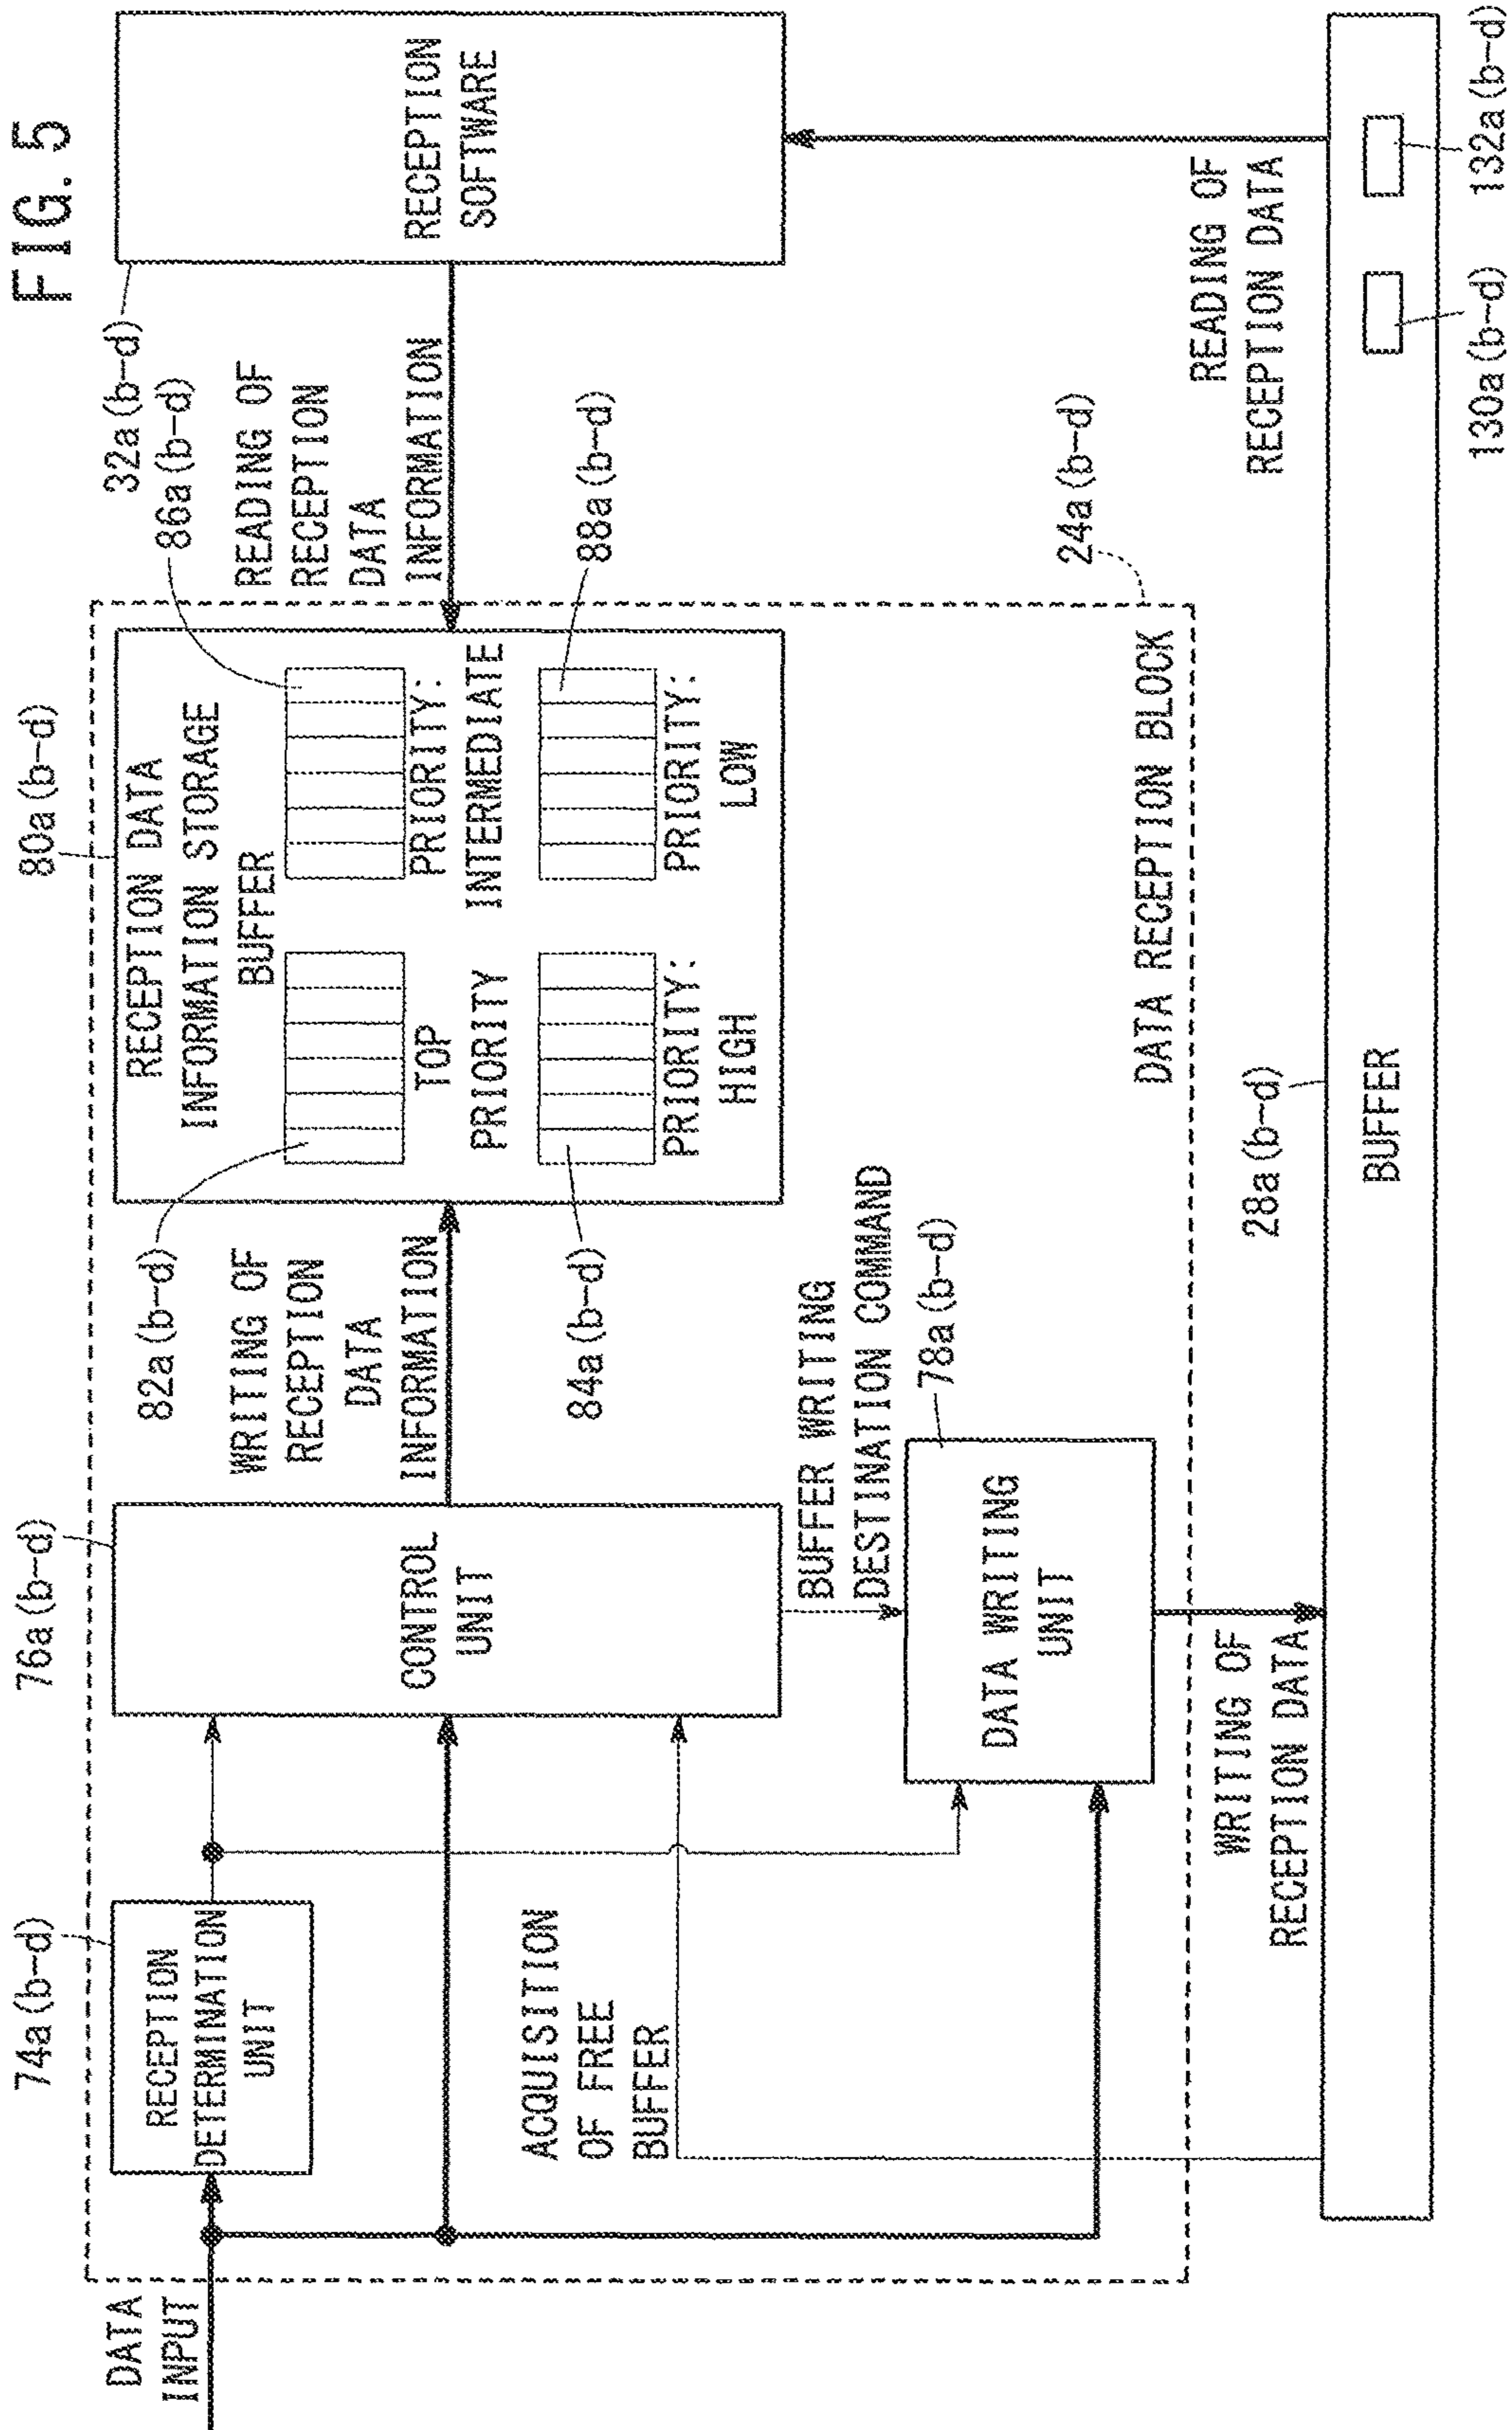 FIG. 5
DATA
INPUT
74a(b-d)
RECEPTION
DETERMINATION
UNIT
76a(b-d)
CONTROL
UNIT
ACQUISITION
OF FREE
BUFFER
82a(b-d)
WRITING OF
RECEPTION
DATA
INFORMATION
84a(b-d)
80a(b-d)
RECEPTION DATA
INFORMATION STORAGE
BUFFER
TOP
PRIORITY
PRIORITY:
INTERMEDIATE
PRIORITY:
HIGH
PRIORITY:
LOW
32a(b-d)
86a(b-d)
READING OF
RECEPTION
DATA
INFORMATION
88a(b-d)
RECEPTION
SOFTWARE
BUFFER WRITING
DESTINATION COMMAND
78a(b-d)
DATA WRITING
UNIT
DATA RECEPTION BLOCK
24a(b-d)
WRITING OF
RECEPTION DATA
READING OF
RECEPTION DATA
28a(b-d)
BUFFER
130a(b-d)
132a(b-d)